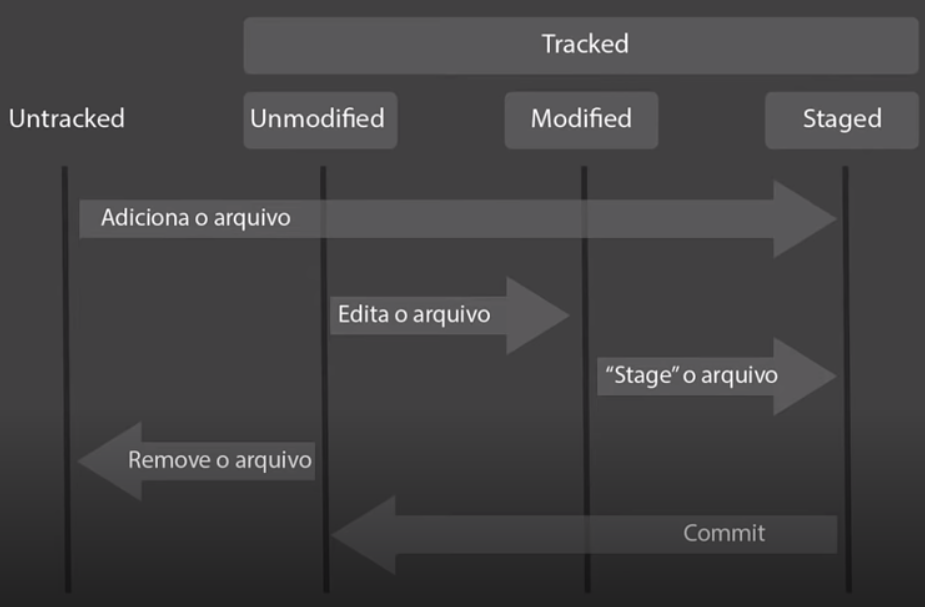 Tracked
Untracked
Unmodified
Modified
Staged
Adiciona o arquivo
Edita o arquivo
“Stage” o arquivo
Remove o arquivo
Commit